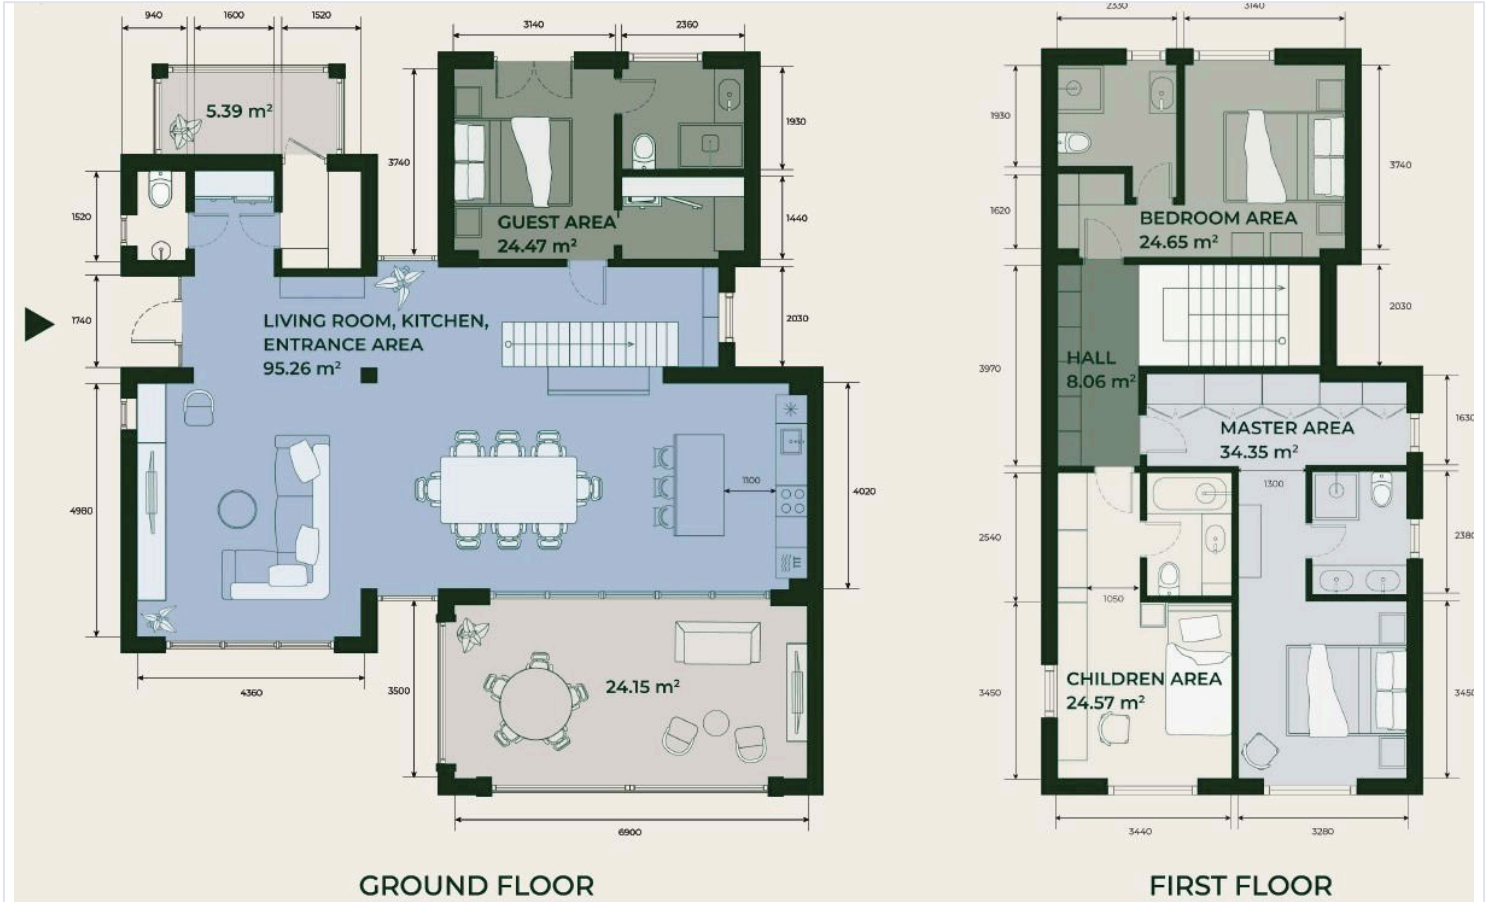 940
1600
1520
3140
2360
2330
3140
5.39 m²
3740
1930
1930
3740
1520
1440
1620
GUEST AREA
24.47 m²
BEDROOM AREA
24.65 m²
1740
2030
2030
LIVING ROOM, KITCHEN,
ENTRANCE AREA
95.26 m²
HALL
8.06 m²
3970
1630
MASTER AREA
34.35 m²
4980
1100
4020
1300
2540
2380
1050
4360
3500
24.15 m²
3450
CHILDREN AREA
24.57 m²
3450
6900
3440
3280
GROUND FLOOR
FIRST FLOOR